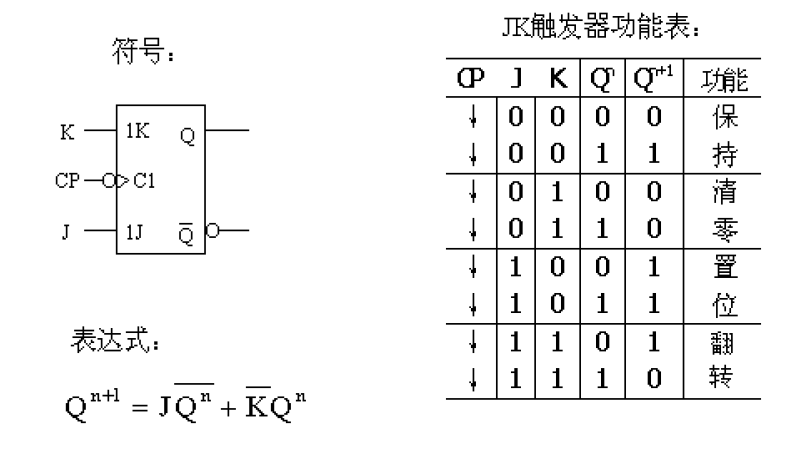 符号:
K 1K Q
CP C1
J 1J Q̅
表达式:
Qⁿ⁺¹ = J\overline{Qⁿ} + K̅Qⁿ
JK触发器功能表:
CP J K Qⁿ Qⁿ⁺¹ 功能
↓ 0 0 0 0 保
↓ 0 0 1 1 持
↓ 0 1 0 0 清
↓ 0 1 1 0 零
↓ 1 0 0 1 置
↓ 1 0 1 1 位
↓ 1 1 0 1 翻
↓ 1 1 1 0 转